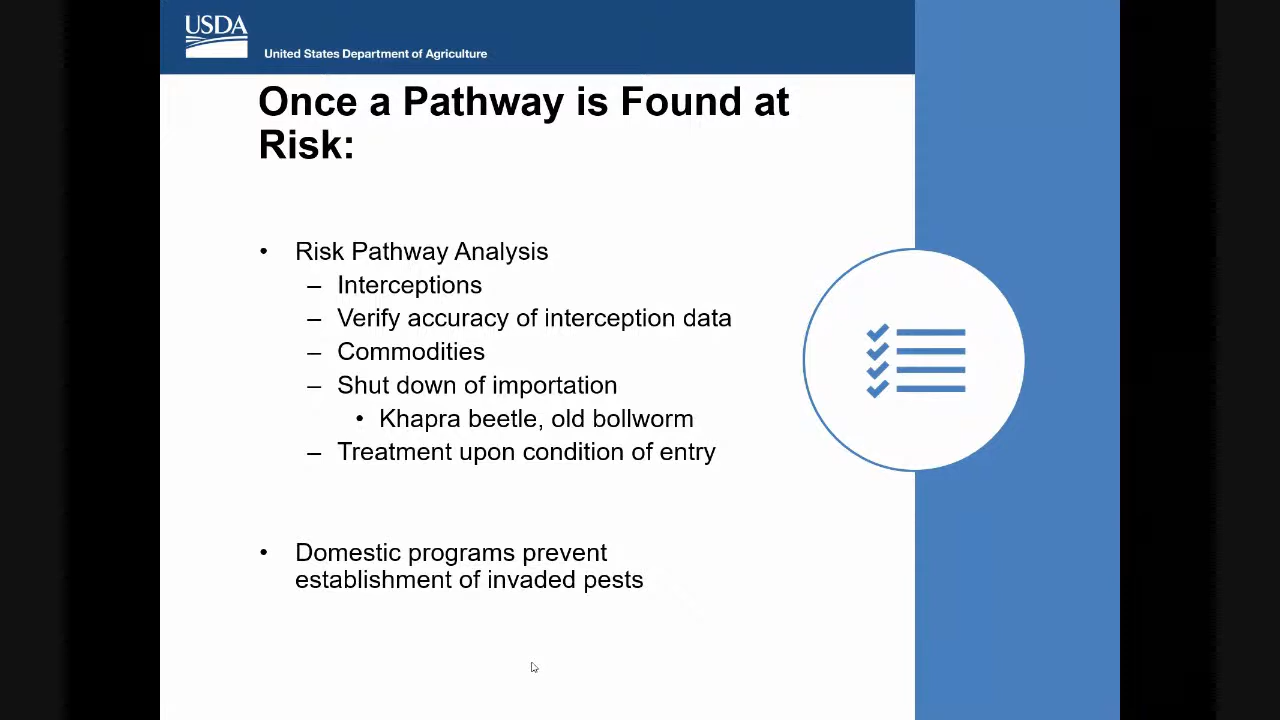 USDA
United States Department of Agriculture
Once a Pathway is Found at
Risk:
• Risk Pathway Analysis
– Interceptions
– Verify accuracy of interception data
– Commodities
– Shut down of importation
• Khapra beetle, old bollworm
– Treatment upon condition of entry
• Domestic programs prevent
establishment of invaded pests